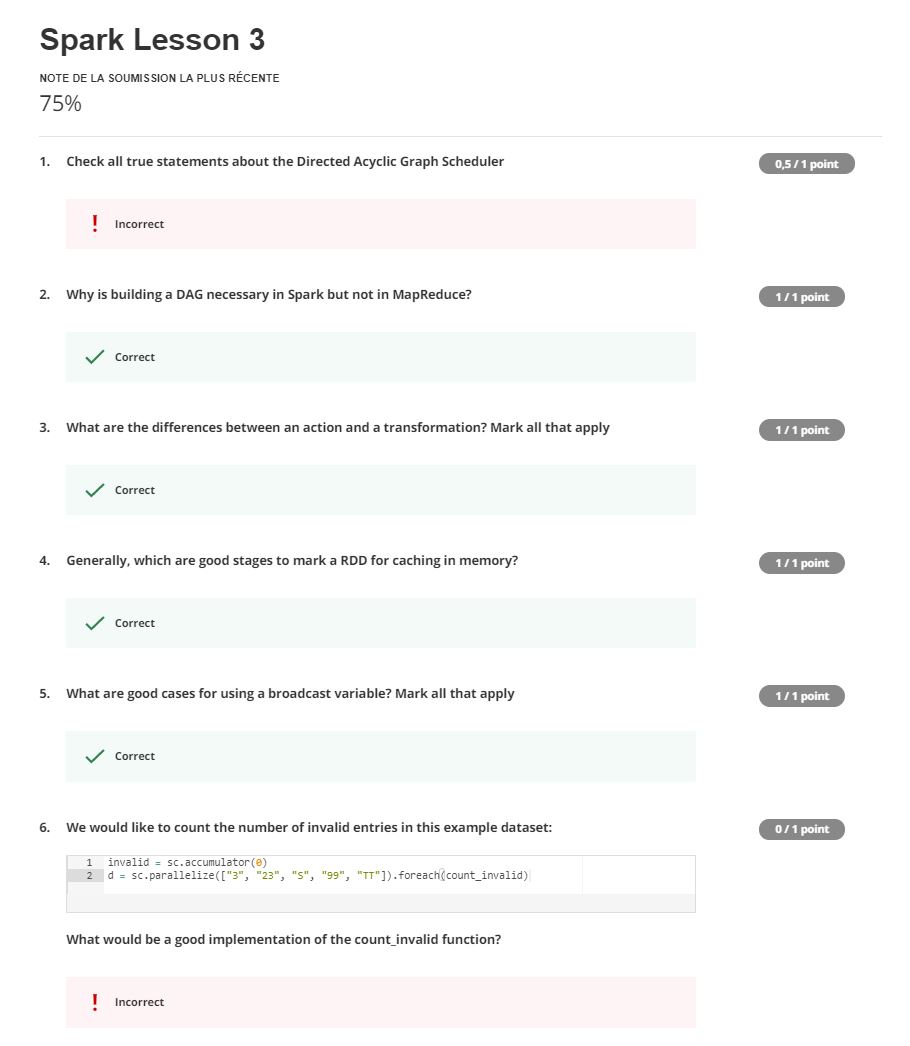 Spark Lesson 3
NOTE DE LA SOUMISSION LA PLUS RÉCENTE
75%
1. Check all true statements about the Directed Acyclic Graph Scheduler
0,5 / 1 point
! Incorrect
2. Why is building a DAG necessary in Spark but not in MapReduce?
1 / 1 point
Correct
3. What are the differences between an action and a transformation? Mark all that apply
1 / 1 point
Correct
4. Generally, which are good stages to mark a RDD for caching in memory?
1 / 1 point
Correct
5. What are good cases for using a broadcast variable? Mark all that apply
1 / 1 point
Correct
6. We would like to count the number of invalid entries in this example dataset:
0 / 1 point
1 invalid = sc.accumulator(0)
2 d = sc.parallelize(["3", "23", "S", "99", "TT"]).foreach(count_invalid)
What would be a good implementation of the count_invalid function?
! Incorrect